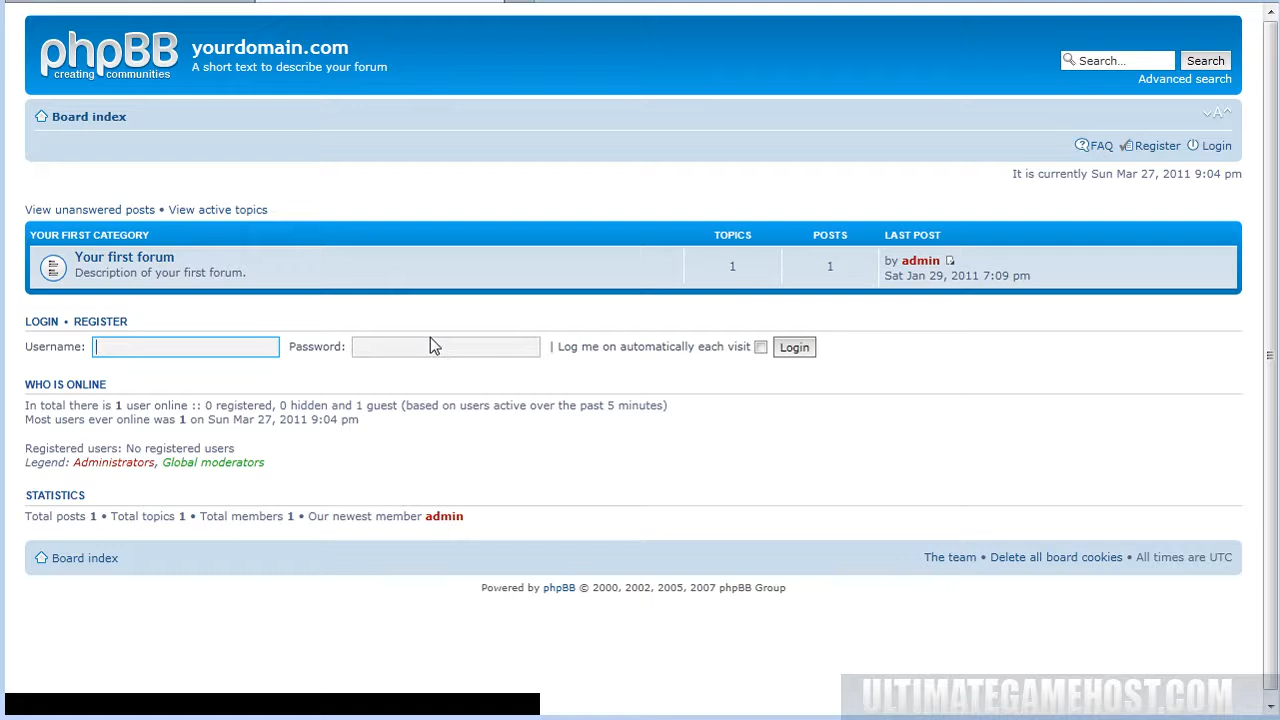 phpBB
creating communities
yourdomain.com
A short text to describe your forum
Search... Search
Advanced search
Board index
A
FAQ Register Login
It is currently Sun Mar 27, 2011 9:04 pm
View unanswered posts • View active topics
YOUR FIRST CATEGORY TOPICS POSTS LAST POST
Your first forum
Description of your first forum.
1 1
by admin
Sat Jan 29, 2011 7:09 pm
LOGIN • REGISTER
Username: Password: | Log me on automatically each visit Login
WHO IS ONLINE
In total there is 1 user online :: 0 registered, 0 hidden and 1 guest (based on users active over the past 5 minutes)
Most users ever online was 1 on Sun Mar 27, 2011 9:04 pm
Registered users: No registered users
Legend: Administrators, Global moderators
STATISTICS
Total posts 1 • Total topics 1 • Total members 1 • Our newest member admin
Board index The team • Delete all board cookies • All times are UTC
Powered by phpBB © 2000, 2002, 2005, 2007 phpBB Group
ULTIMATEGAMEHOST.COM